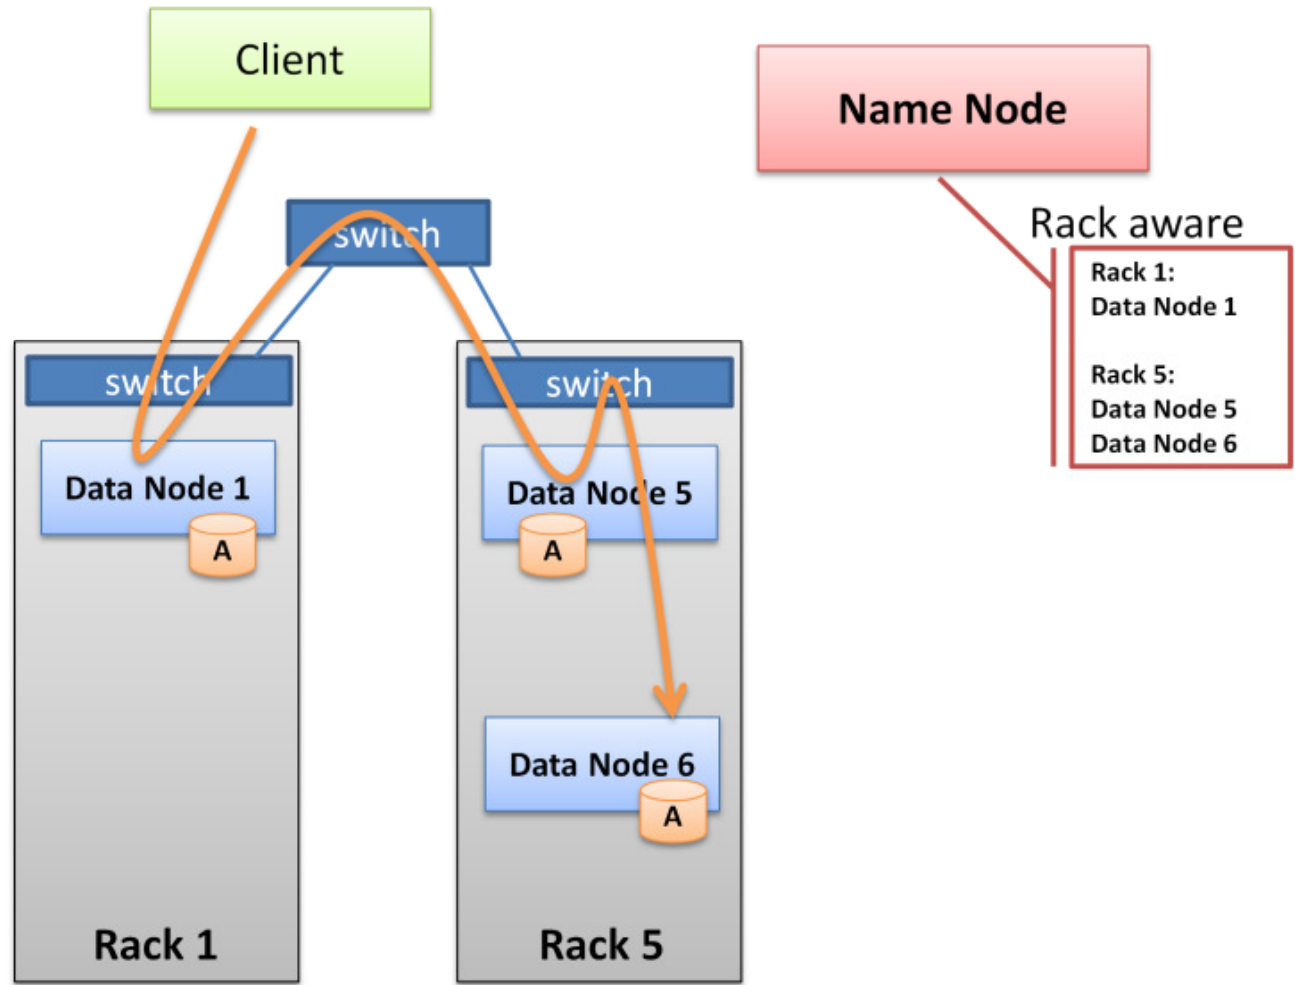 Client
Name Node
switch
Rack aware
Rack 1:
Data Node 1
Rack 5:
Data Node 5
Data Node 6
switch
switch
Data Node 1
A
Data Node 5
A
Data Node 6
A
Rack 1
Rack 5